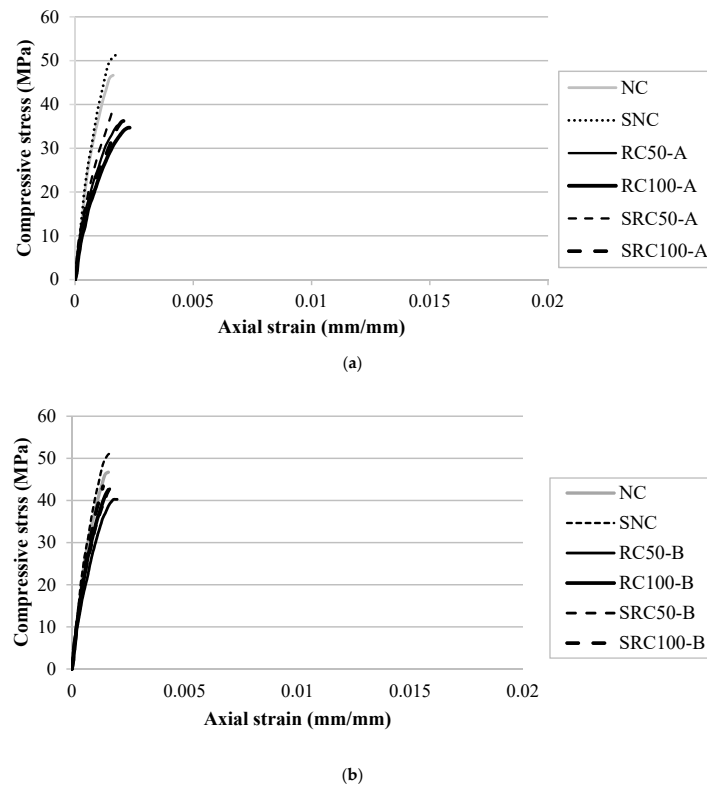 60
50
40
30
20
10
0
Compressive stress (MPa)
0 0.005 0.01 0.015 0.02
Axial strain (mm/mm)
NC
SNC
RC50-A
RC100-A
SRC50-A
SRC100-A
(a)
60
50
40
30
20
10
0
Compressive strss (MPa)
0 0.005 0.01 0.015 0.02
Axial strain (mm/mm)
NC
SNC
RC50-B
RC100-B
SRC50-B
SRC100-B
(b)